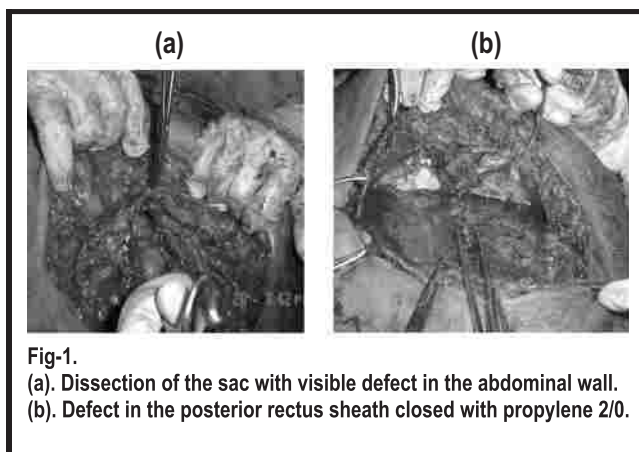 (a)
(b)
Fig-1.
(a). Dissection of the sac with visible defect in the abdominal wall.
(b). Defect in the posterior rectus sheath closed with propylene 2/0.